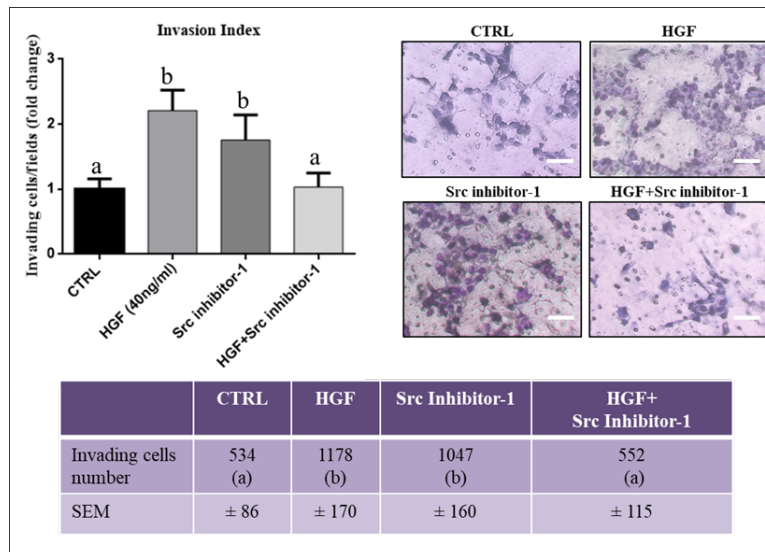 Invasion Index
Invading cells/fields (fold change)
3
2
1
0
a
b
b
a
CTRL
HGF (40ng/ml)
Src inhibitor-1
HGF+Src inhibitor-1
CTRL
HGF
Src inhibitor-1
HGF+Src inhibitor-1
CTRL HGF Src Inhibitor-1 HGF+
Src Inhibitor-1
Invading cells 534 1178 1047 552
number (a) (b) (b) (a)
SEM ± 86 ± 170 ± 160 ± 115